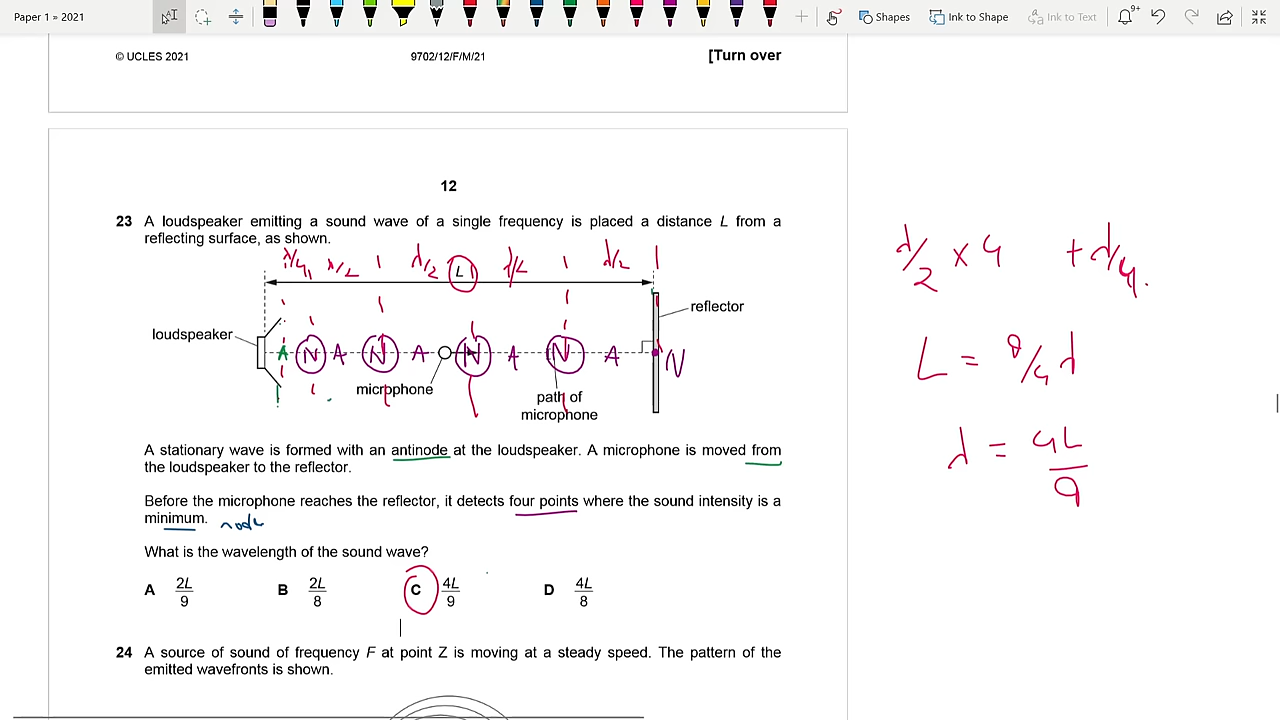 Paper 1 » 2021
Shapes
Ink to Shape
Ink to Text
9+
© UCLES 2021 9702/12/F/M/21 [Turn over
12
23 A loudspeaker emitting a sound wave of a single frequency is placed a distance L from a
reflecting surface, as shown.
λ/4 λ/2 λ/2 L λ/2 λ/2
reflector
loudspeaker
A N A N A N A N A N
microphone
path of
microphone
A stationary wave is formed with an antinode at the loudspeaker. A microphone is moved from
the loudspeaker to the reflector.
Before the microphone reaches the reflector, it detects four points where the sound intensity is a
minimum. node
What is the wavelength of the sound wave?
A 2L/9 B 2L/8 C 4L/9 D 4L/8
24 A source of sound of frequency F at point Z is moving at a steady speed. The pattern of the
emitted wavefronts is shown.
λ/2 × 4 + λ/4.
L = 9/4 λ
λ = 4L/9